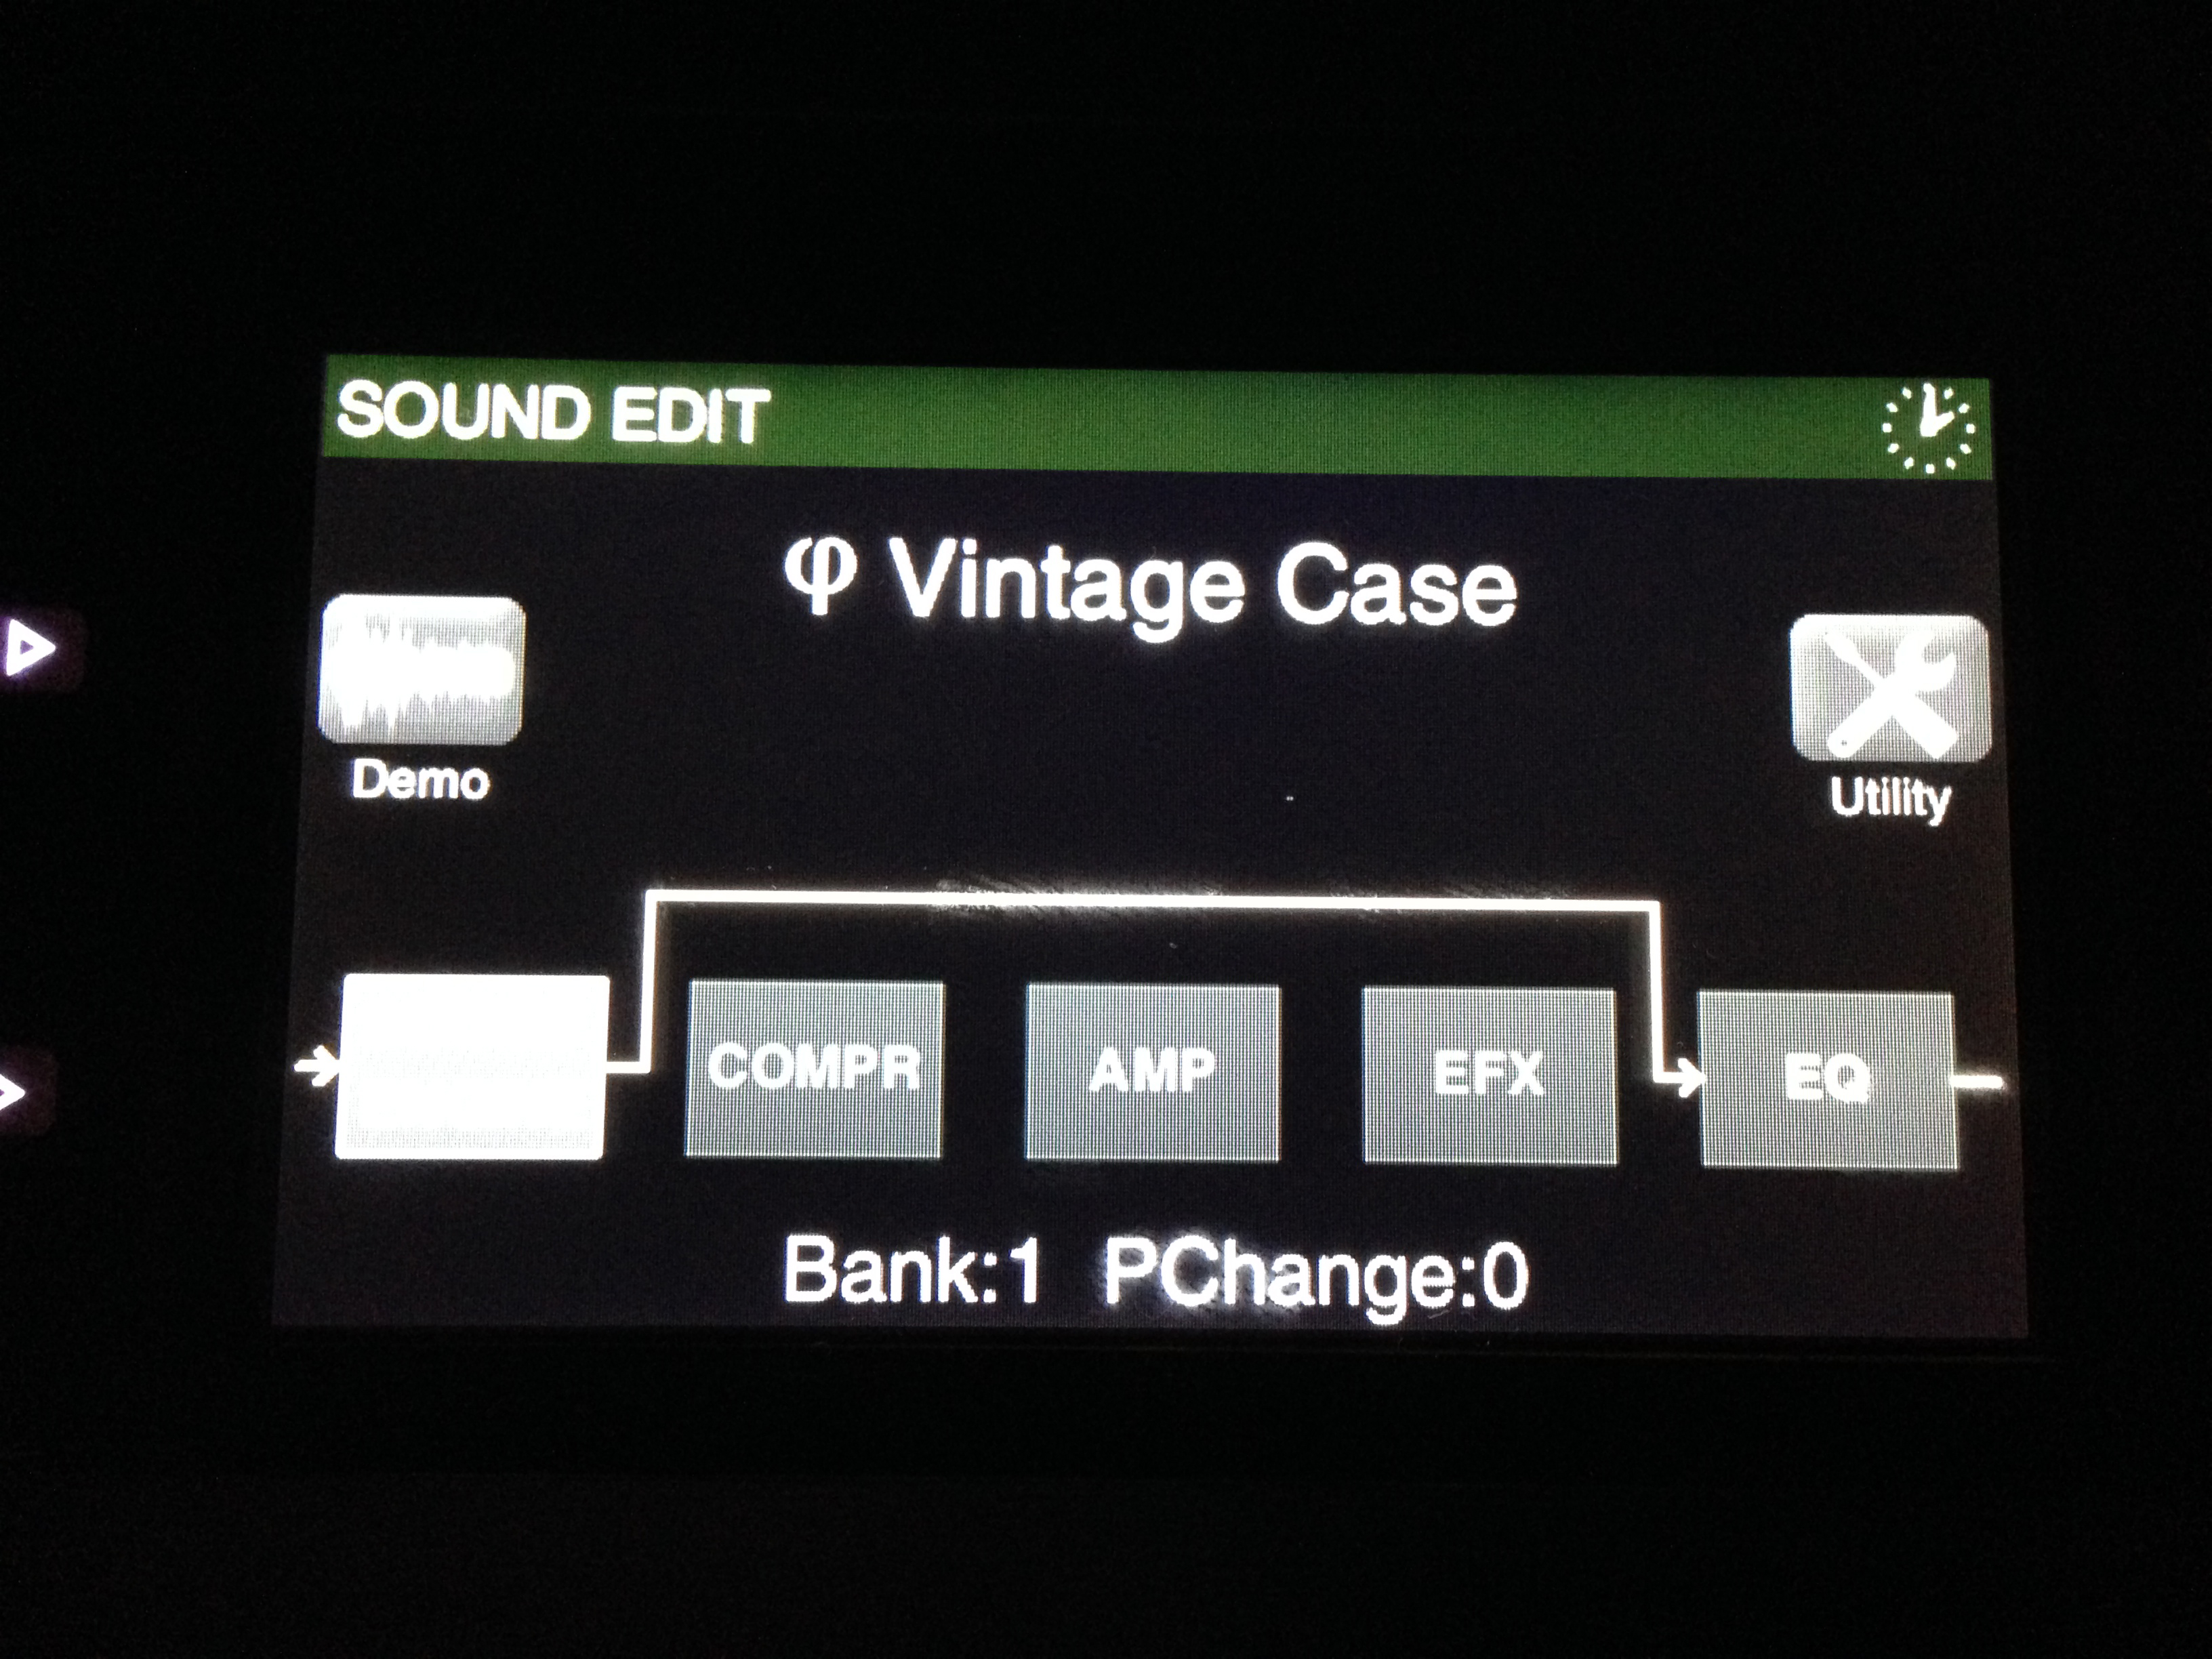 SOUND EDIT
φ Vintage Case
Demo
Utility
COMPR AMP EFX EQ
Bank:1 PChange:0